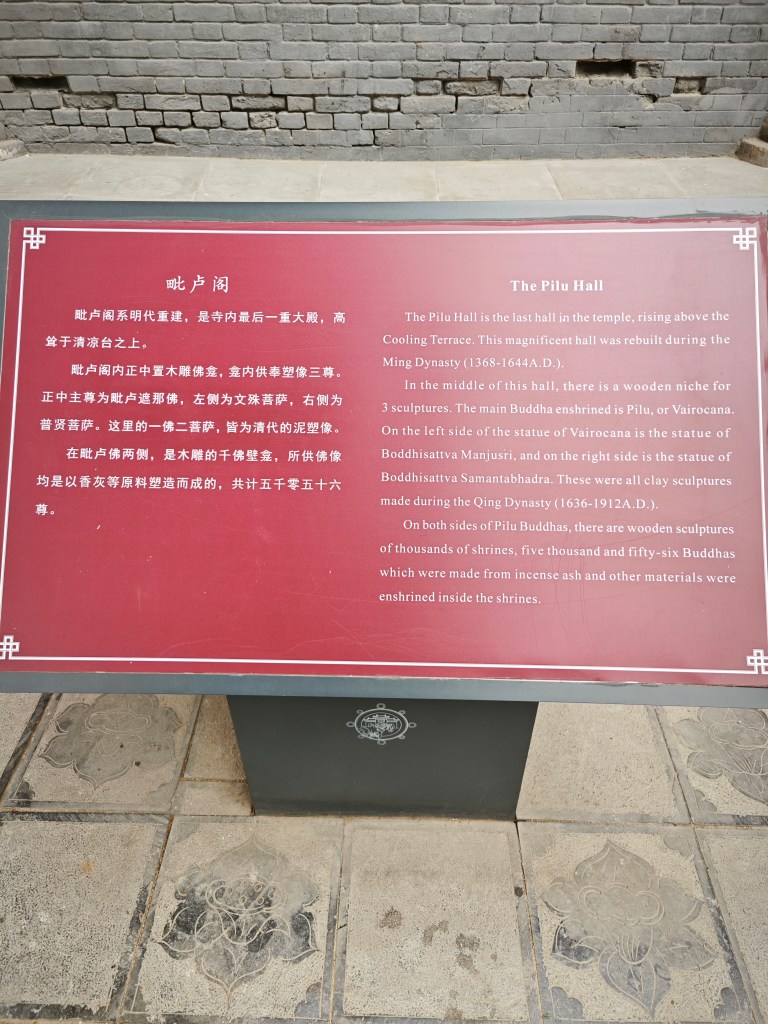 毗卢阁
毗卢阁系明代重建，是寺内最后一重大殿，高
耸于清凉台之上。
毗卢阁内正中置木雕佛龛，龛内供奉塑像三尊。
正中主尊为毗卢遮那佛，左侧为文殊菩萨，右侧为
普贤菩萨。这里的一佛二菩萨，皆为清代的泥塑像。
在毗卢佛两侧，是木雕的千佛壁龛，所供佛像
均是以香灰等原料塑造而成的，共计五千零五十六
尊。
The Pilu Hall
The Pilu Hall is the last hall in the temple, rising above the
Cooling Terrace. This magnificent hall was rebuilt during the
Ming Dynasty (1368-1644A.D.).
In the middle of this hall, there is a wooden niche for
3 sculptures. The main Buddha enshrined is Pilu, or Vairocana.
On the left side of the statue of Vairocana is the statue of
Boddhisattva Manjusri, and on the right side is the statue of
Boddhisattva Samantabhadra. These were all clay sculptures
made during the Qing Dynasty (1636-1912A.D.).
On both sides of Pilu Buddhas, there are wooden sculptures
of thousands of shrines, five thousand and fifty-six Buddhas
which were made from incense ash and other materials were
enshrined inside the shrines.